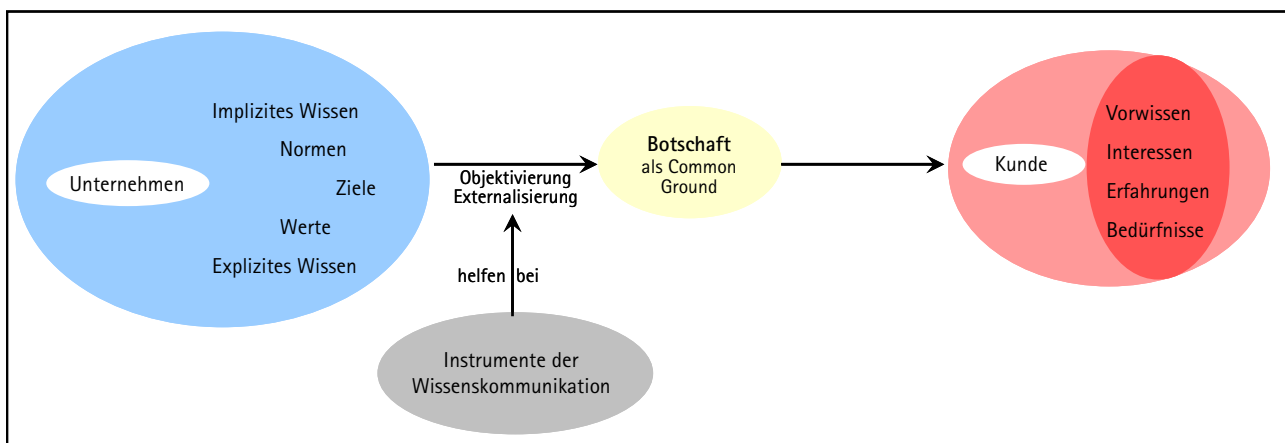 Unternehmen
Implizites Wissen
Normen
Ziele
Werte
Explizites Wissen
Objektivierung
Externalisierung
helfen bei
Instrumente der
Wissenskommunikation
Botschaft
als Common
Ground
Kunde
Vorwissen
Interessen
Erfahrungen
Bedürfnisse